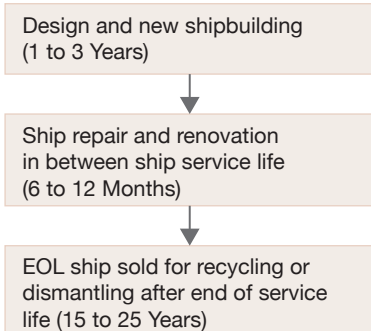 Design and new shipbuilding
(1 to 3 Years)
Ship repair and renovation
in between ship service life
(6 to 12 Months)
EOL ship sold for recycling or
dismantling after end of service
life (15 to 25 Years)